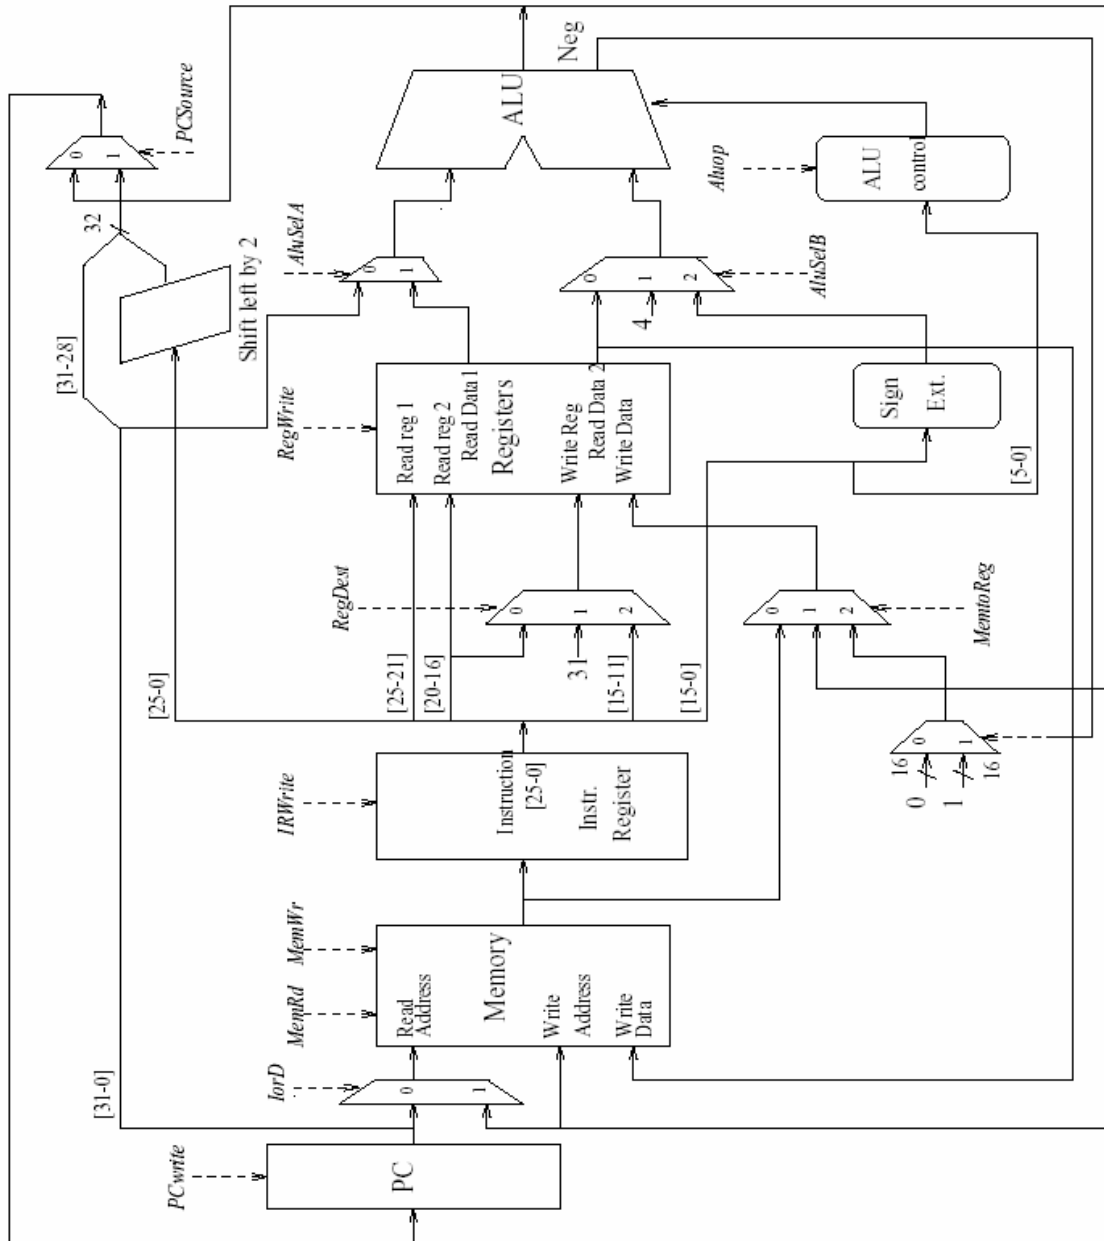 PCSource
0
1
32
Shift left by 2
[31-28]
[31-0]
[25-0]
Neg
ALU
AluSelA
0
1
AluSelB
0
1
2
4
Aluop
ALU
control
RegWrite
Read reg 1
Read reg 2
Read Data 1
Registers
Write Reg
Read Data 2
Write Data
Sign
Ext.
[5-0]
RegDest
0
1
2
31
[25-21]
[20-16]
[15-11]
[15-0]
MemtoReg
0
1
2
IRWrite
Instruction
[25-0]
Instr.
Register
16
0
0
1
1
16
MemRd
MemWr
Read
Address
Memory
Write
Address
Write
Data
IorD
0
1
PCwrite
PC